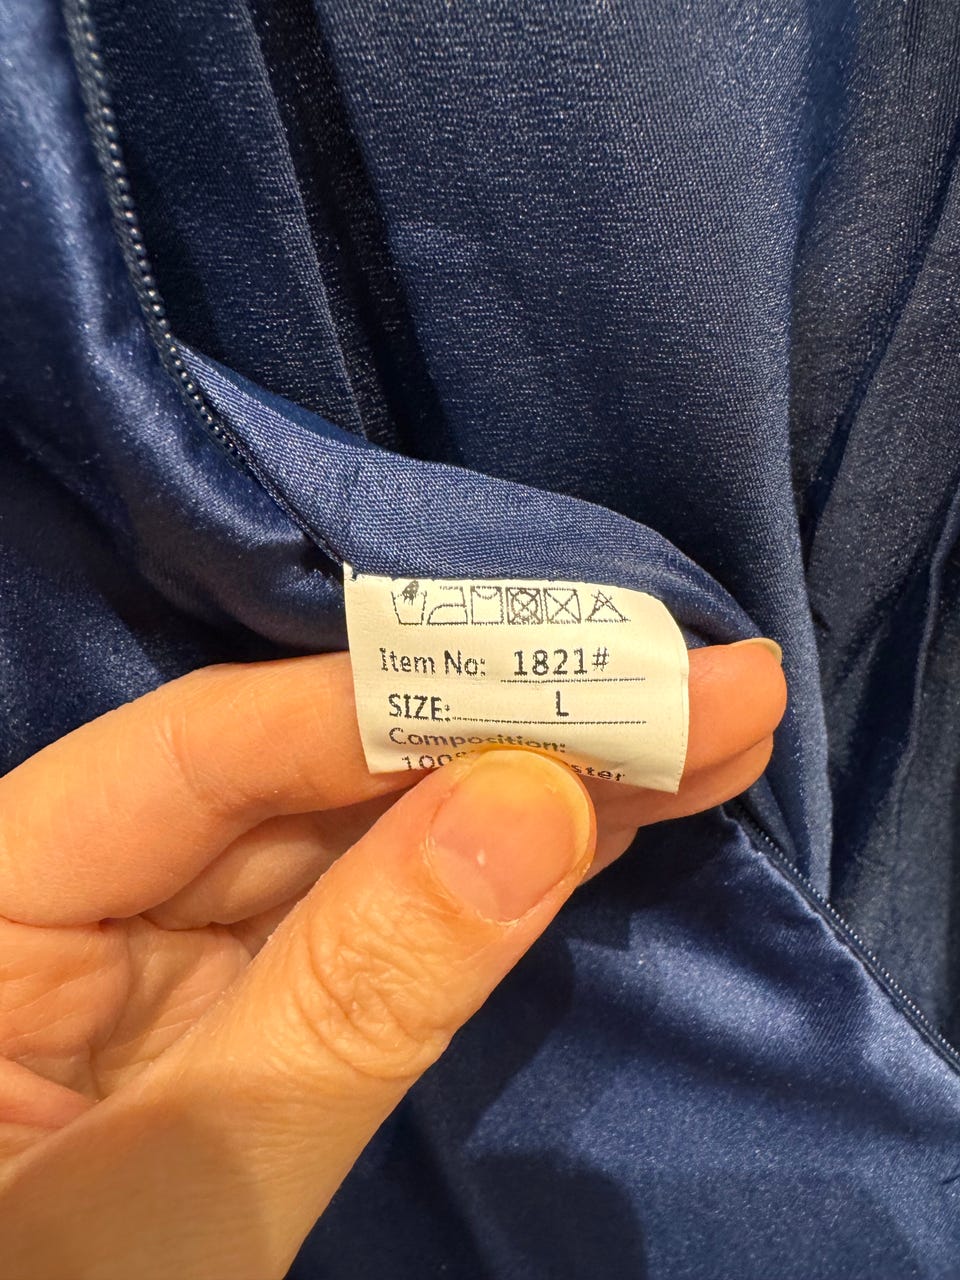 Item No: 1821#
SIZE: L
Composition: